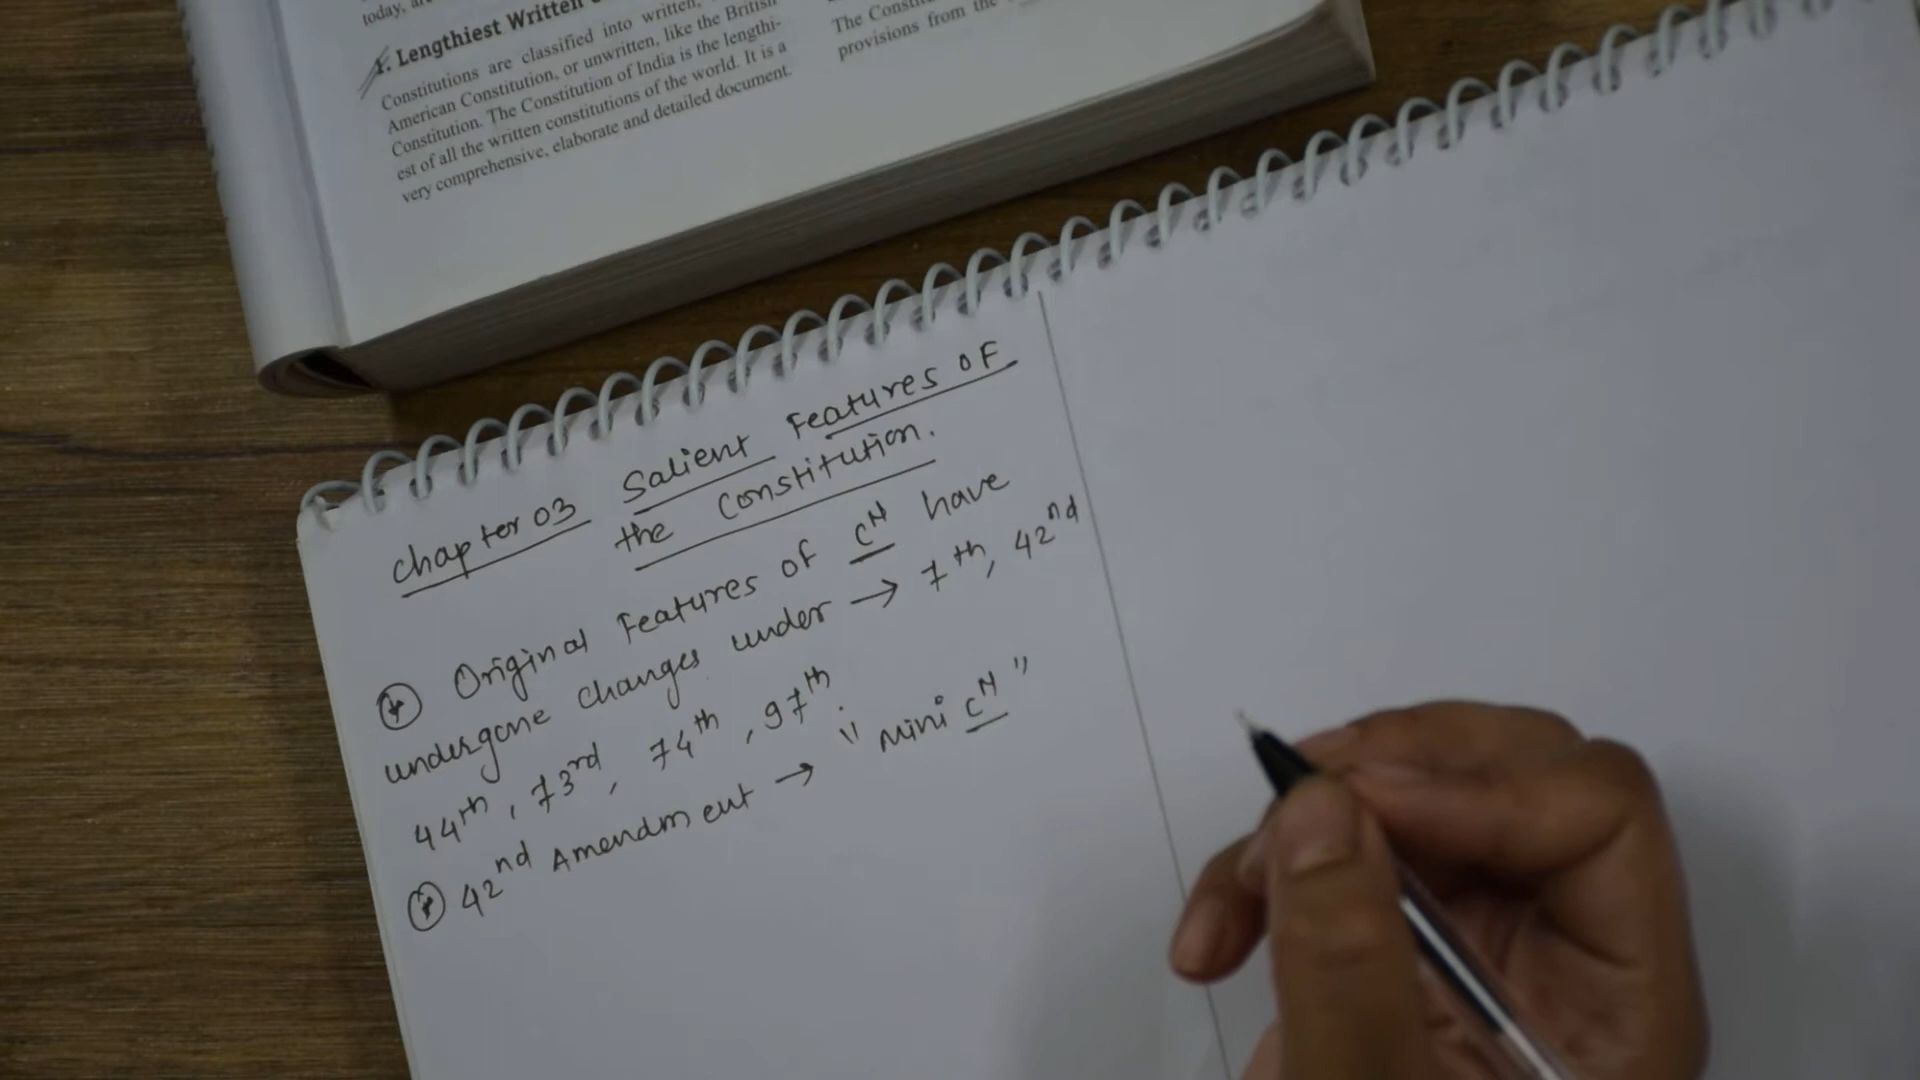 today,
1. Lengthiest Written
Constitutions are classified into written,
American Constitution, or unwritten, like the British
Constitution. The Constitution of India is the lengthi-
est of all the written constitutions of the world. It is a
very comprehensive, elaborate and detailed document.
The
provisions from the
Chapter 03 Salient Features OF
the Constitution.
Original Features of Cᴺ have
undergone changes under → 7th, 42nd
44th, 73rd, 74th, 97th.
42nd Amendment → "Mini Cᴺ"